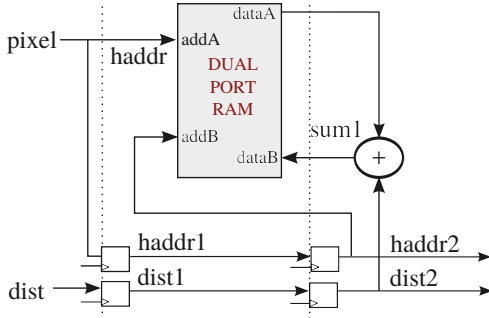 dataA
pixel
haddr
addA
DUAL
PORT
RAM
addB
sum1
dataB
+
haddr1
haddr2
dist
dist1
dist2